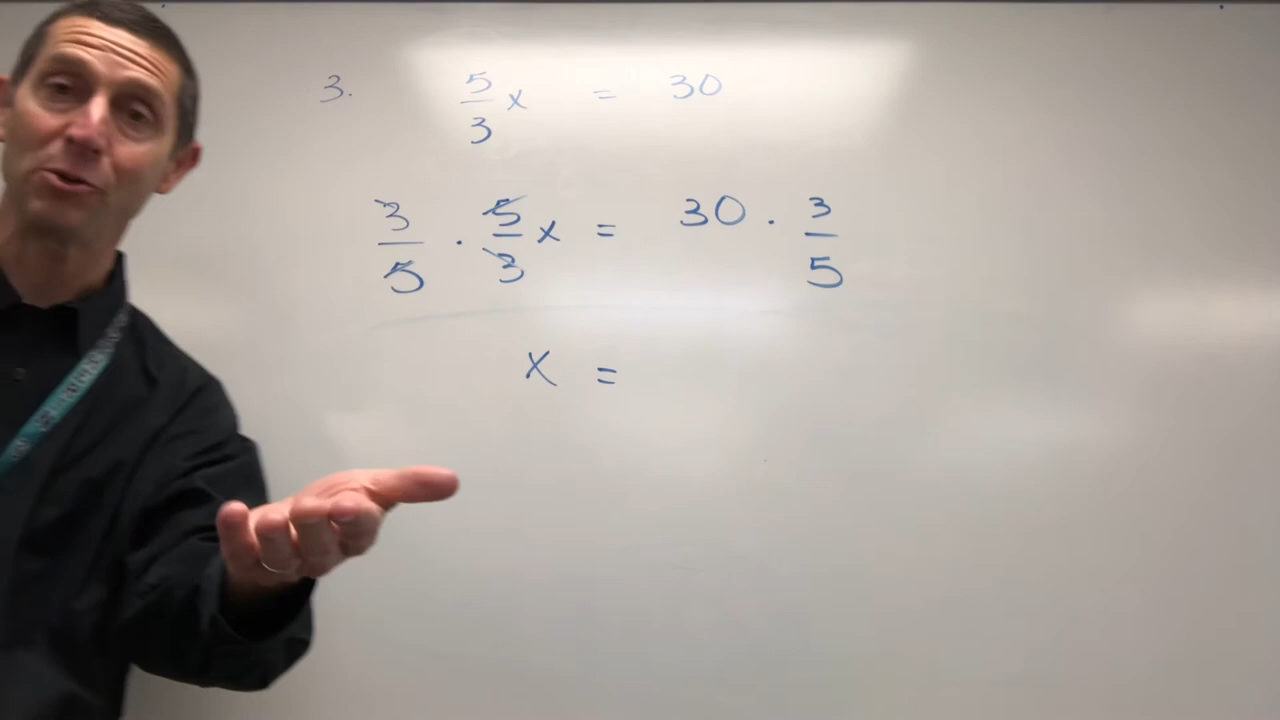 3. 5/3 x = 30
3/5 · 5/3 x = 30 · 3/5
x =